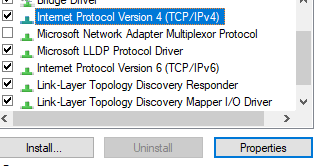 Bridge Driver
Internet Protocol Version 4 (TCP/IPv4)
Microsoft Network Adapter Multiplexor Protocol
Microsoft LLDP Protocol Driver
Internet Protocol Version 6 (TCP/IPv6)
Link-Layer Topology Discovery Responder
Link-Layer Topology Discovery Mapper I/O Driver
Install...
Uninstall
Properties